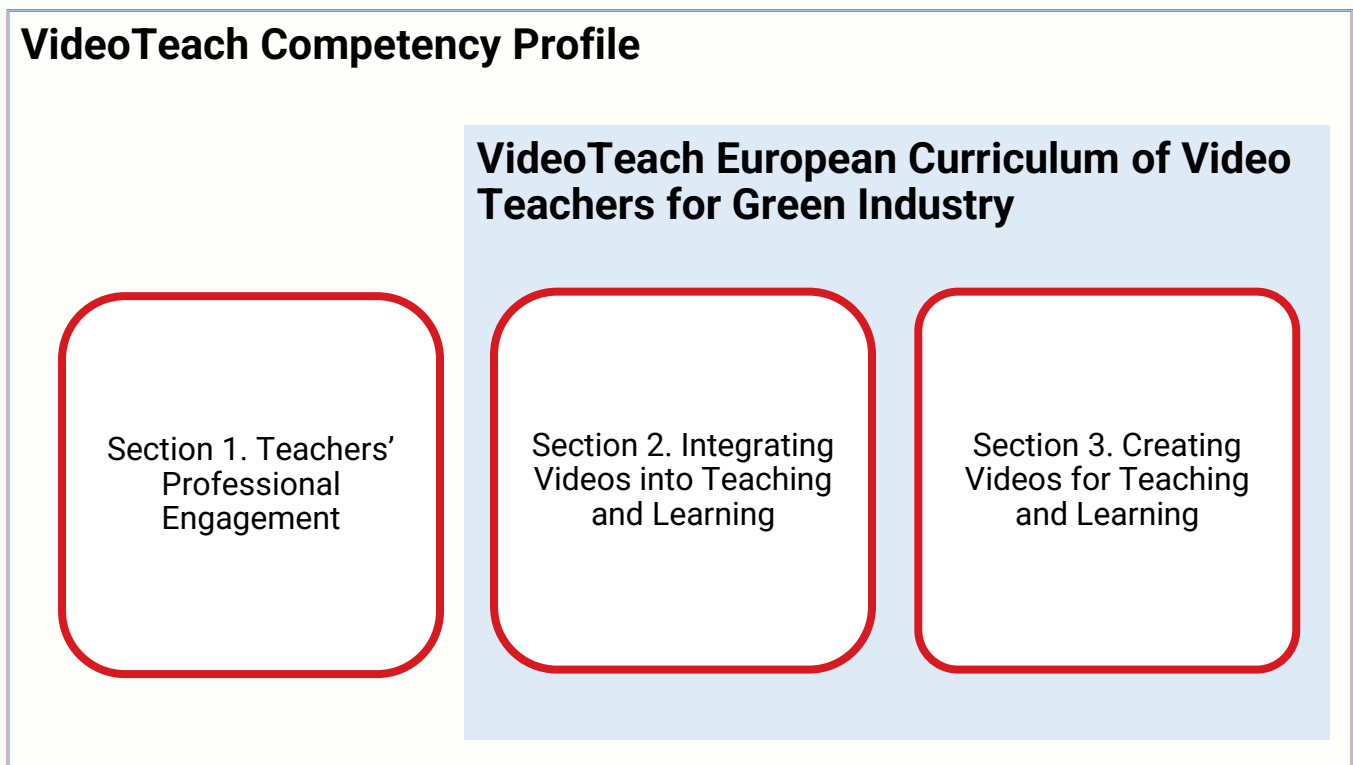 VideoTeach Competency Profile
VideoTeach European Curriculum of Video
Teachers for Green Industry
Section 1. Teachers’
Professional
Engagement
Section 2. Integrating
Videos into Teaching
and Learning
Section 3. Creating
Videos for Teaching
and Learning